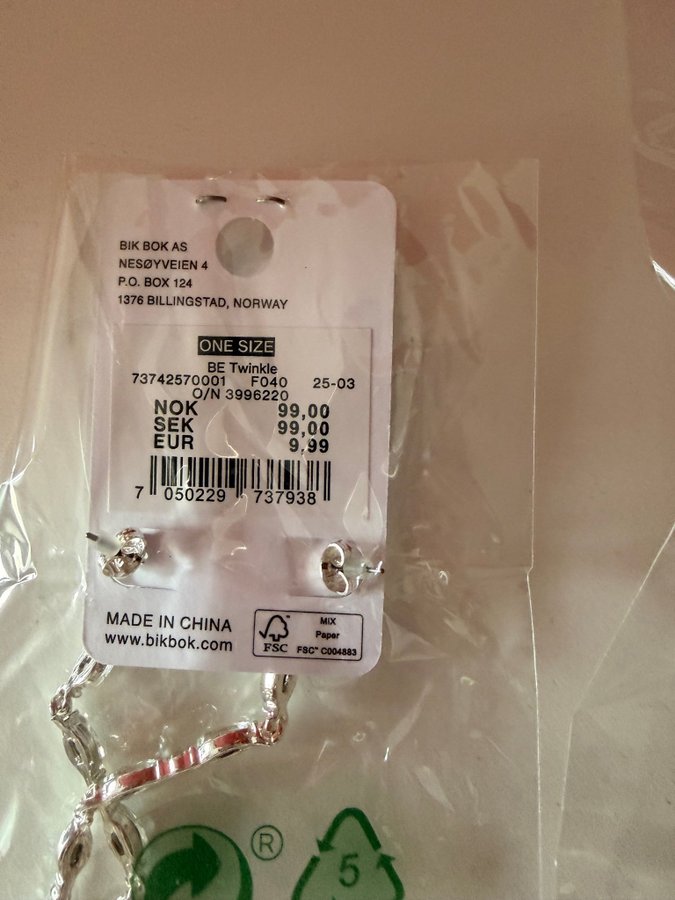 BIK BOK AS
NESØYVEIEN 4
P.O. BOX 124
1376 BILLINGSTAD, NORWAY
ONE SIZE
BE Twinkle
73742570001 F040 25-03
O/N 3996220
NOK 99,00
SEK 99,00
EUR 9,99
7 050229 737938
MADE IN CHINA
www.bikbok.com
FSC™
MIX
Paper
FSC™ C004883
®
5